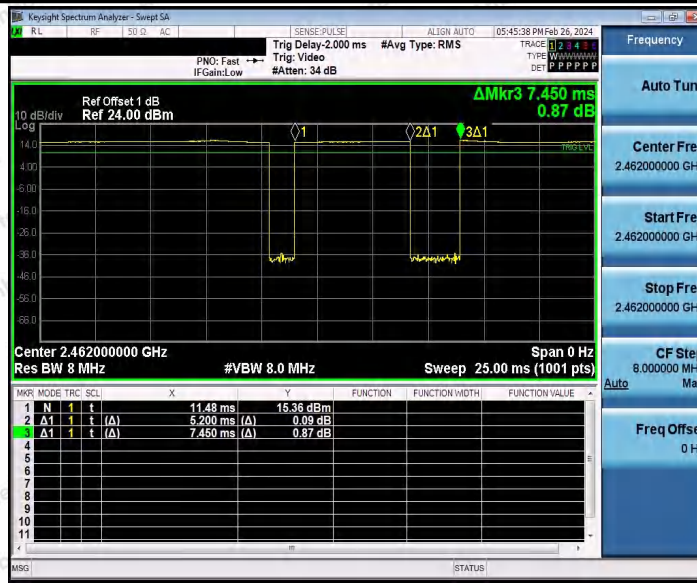 Keysight Spectrum Analyzer - Swept SA
RL RF 50 Ω AC SENSE:PULSE ALIGN AUTO 05:45:38 PM Feb 26, 2024
Trig Delay-2.000 ms #Avg Type: RMS TRACE 1 2 3 4 5 6
PNO: Fast Trig: Video TYPE WWWWWW
IFGain:Low #Atten: 34 dB DET P P P P P P
Frequency
Auto Tun
Center Fre
2.462000000 GH
Start Fre
2.462000000 GH
Stop Fre
2.462000000 GH
CF Ste
8.000000 MH
Auto Ma
Freq Offse
0 H
ΔMkr3 7.450 ms
0.87 dB
Ref Offset 1 dB
10 dB/div Ref 24.00 dBm
Log
1 2Δ1 3Δ1
TRIG LVL
14.0
4.00
-6.00
-16.0
-26.0
-36.0
-46.0
-56.0
-66.0
Center 2.462000000 GHz Span 0 Hz
Res BW 8 MHz #VBW 8.0 MHz Sweep 25.00 ms (1001 pts)
MKR MODE TRC SCL X Y FUNCTION FUNCTION WIDTH FUNCTION VALUE
1 N 1 t 11.48 ms 15.36 dBm
2 Δ1 1 t (Δ) 5.200 ms (Δ) 0.09 dB
3 Δ1 1 t (Δ) 7.450 ms (Δ) 0.87 dB
4
5
6
7
8
9
10
11
MSG STATUS